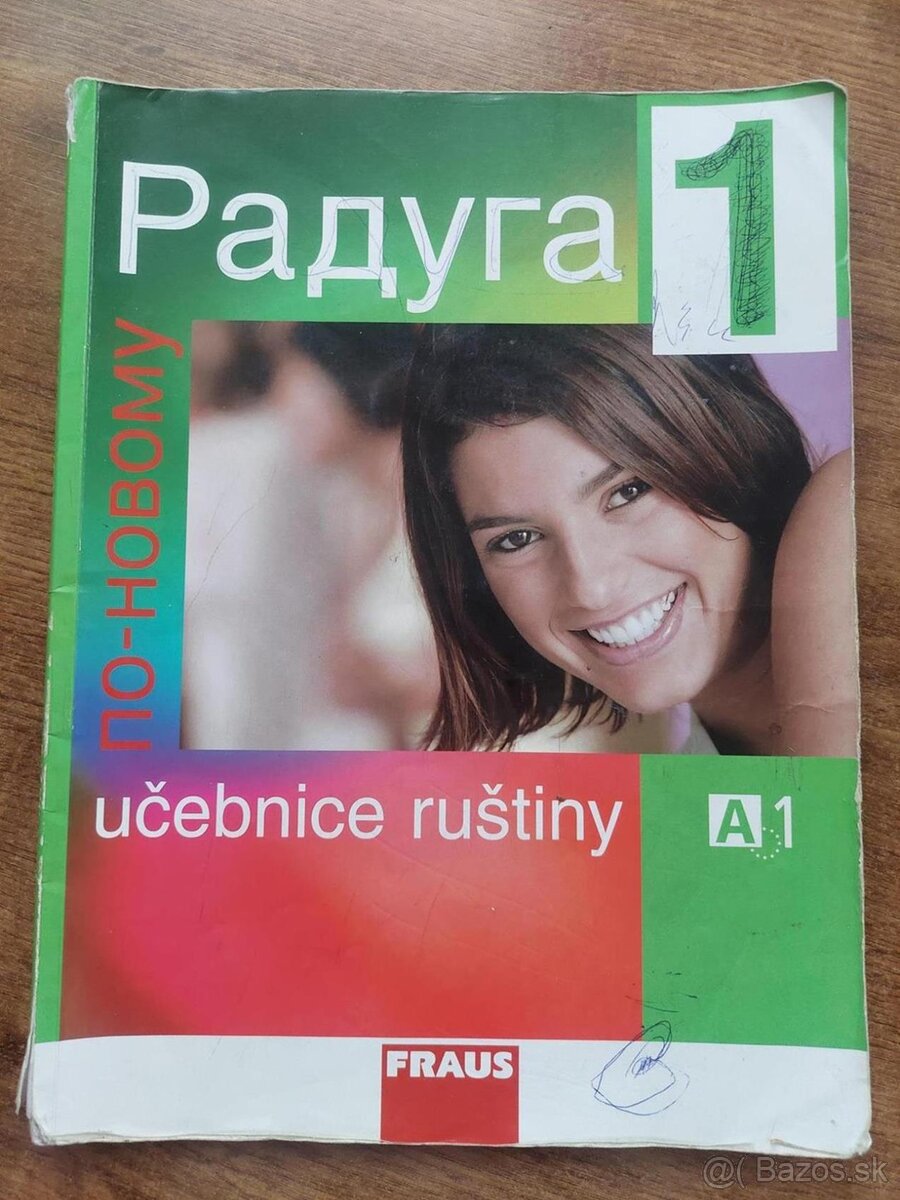 Радуга 1
по-новому
učebnice ruštiny
A1
FRAUS
@( Bazos.sk